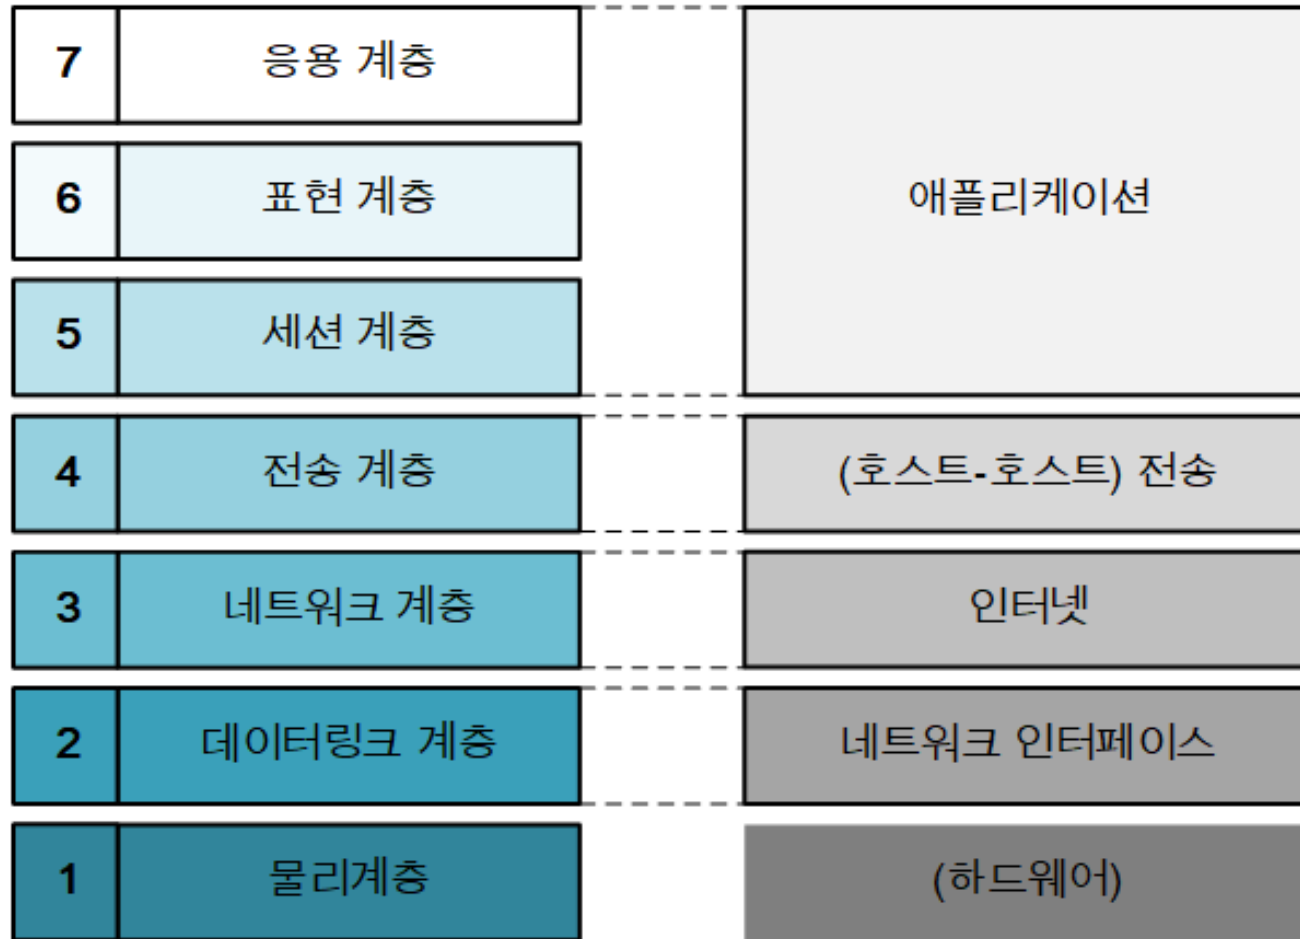 7 응용 계층 애플리케이션
6 표현 계층
5 세션 계층
4 전송 계층 (호스트-호스트) 전송
3 네트워크 계층 인터넷
2 데이터링크 계층 네트워크 인터페이스
1 물리계층 (하드웨어)